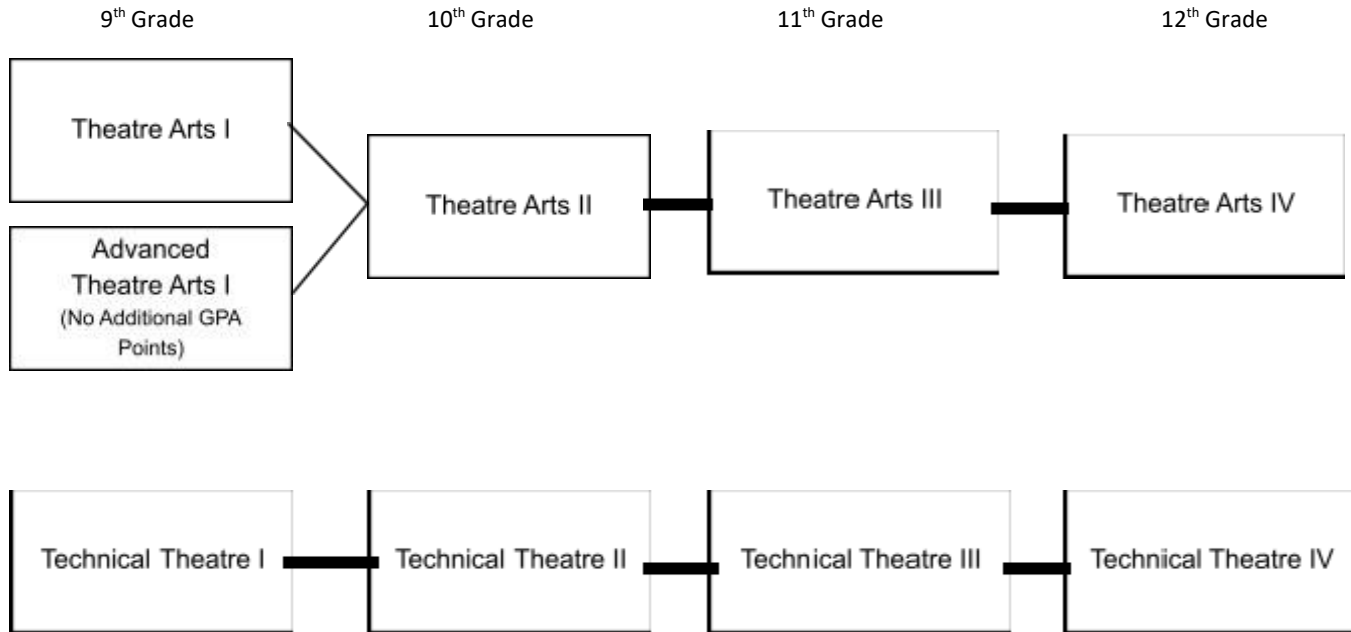 9th Grade
10th Grade
11th Grade
12th Grade
Theatre Arts I
Advanced
Theatre Arts I
(No Additional GPA
Points)
Theatre Arts II
Theatre Arts III
Theatre Arts IV
Technical Theatre I
Technical Theatre II
Technical Theatre III
Technical Theatre IV